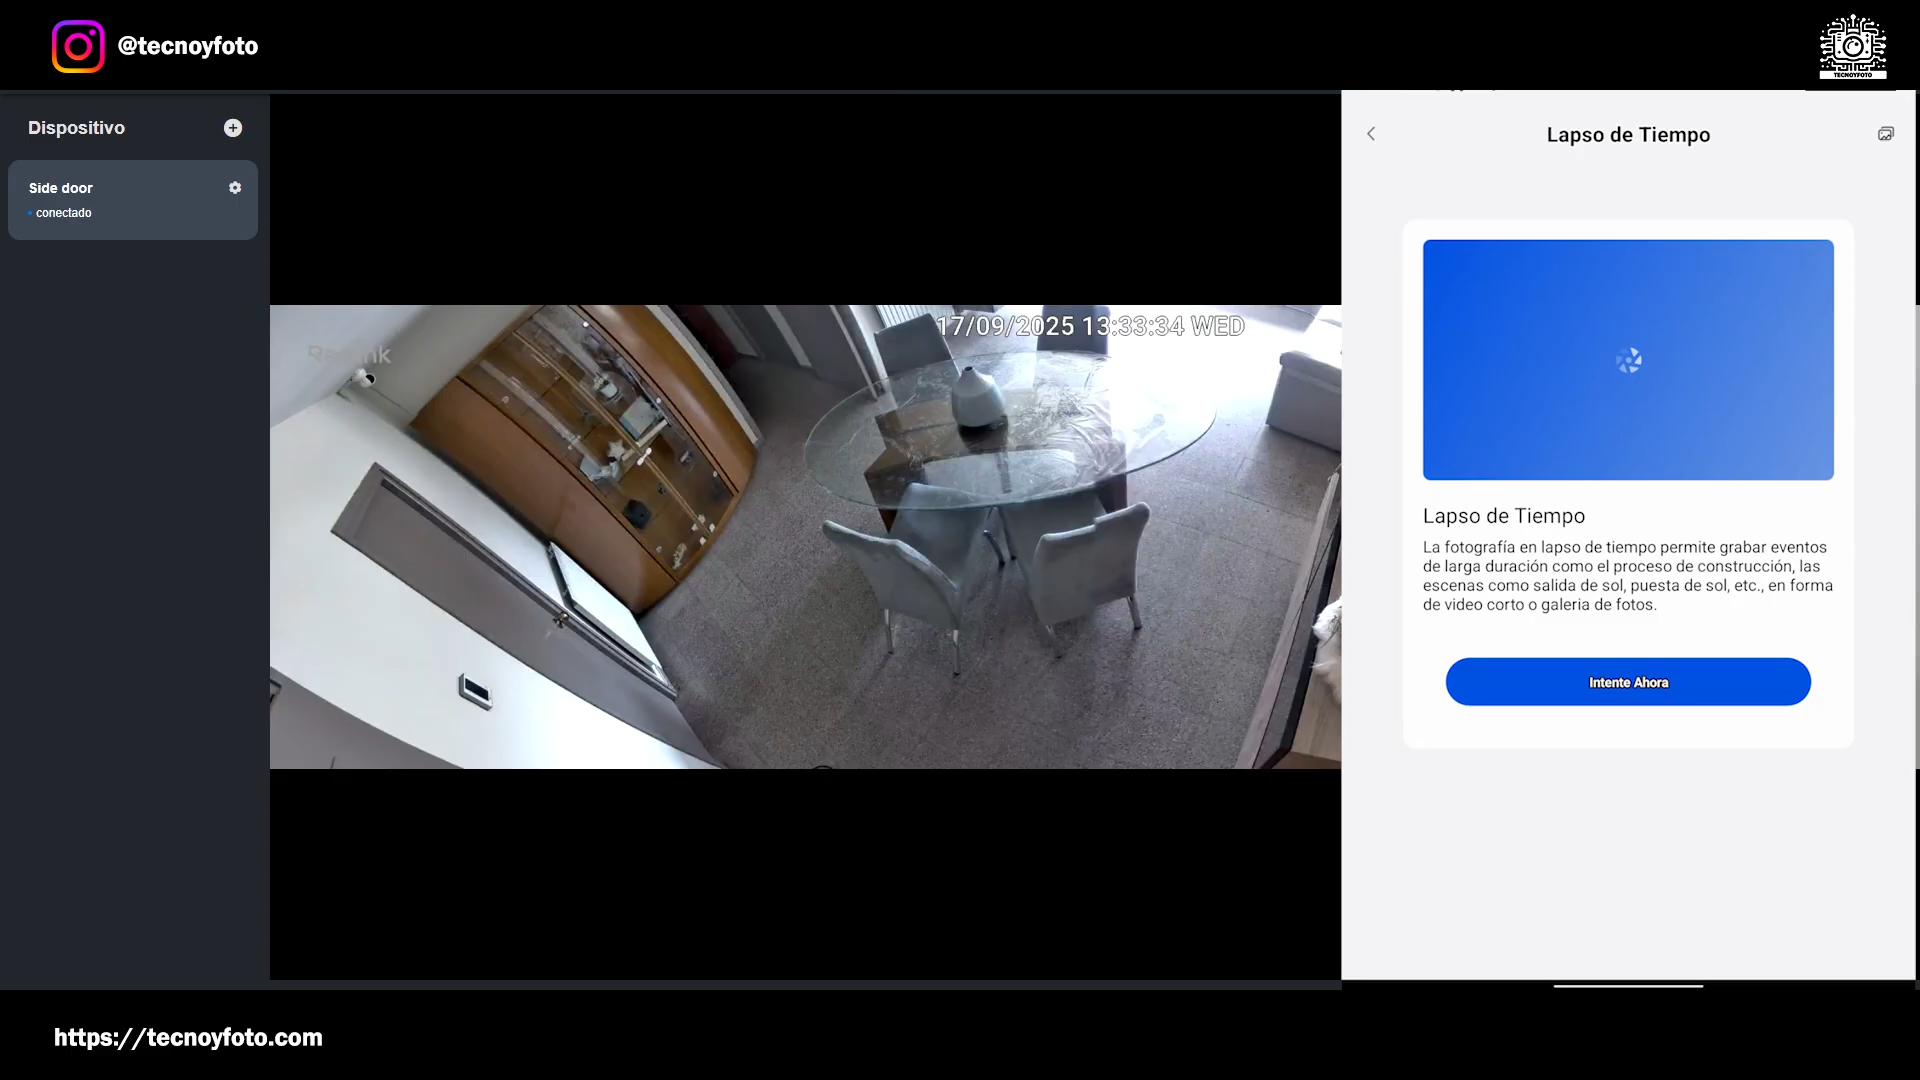 @tecnoyfoto
TECNOYFOTO
Dispositivo
Side door
conectado
17/09/2025 13:33:34 WED
Lapso de Tiempo
Lapso de Tiempo
La fotografía en lapso de tiempo permite grabar eventos
de larga duración como el proceso de construcción, las
escenas como salida de sol, puesta de sol, etc., en forma
de video corto o galeria de fotos.
Intente Ahora
https://tecnoyfoto.com